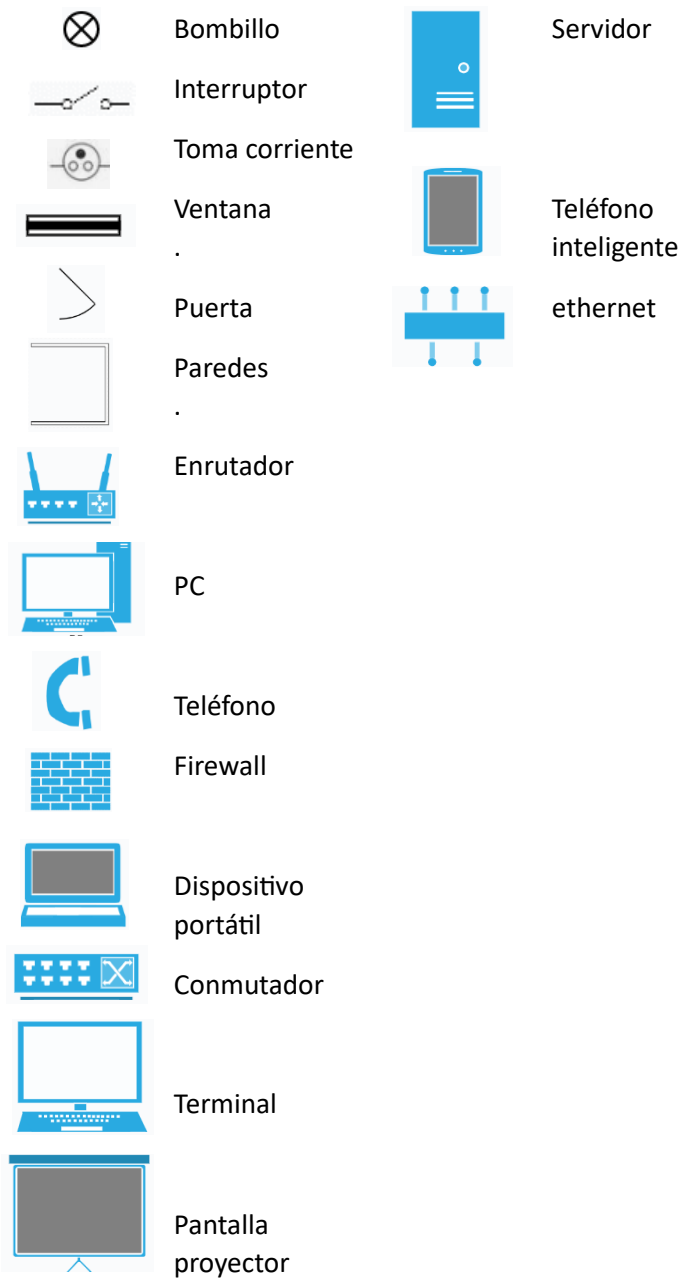 Bombillo
Interruptor
Toma corriente
Ventana
.
Puerta
Paredes
.
Enrutador
PC
Teléfono
Firewall
Dispositivo
portátil
Conmutador
Terminal
Pantalla
proyector
Servidor
Teléfono
inteligente
ethernet